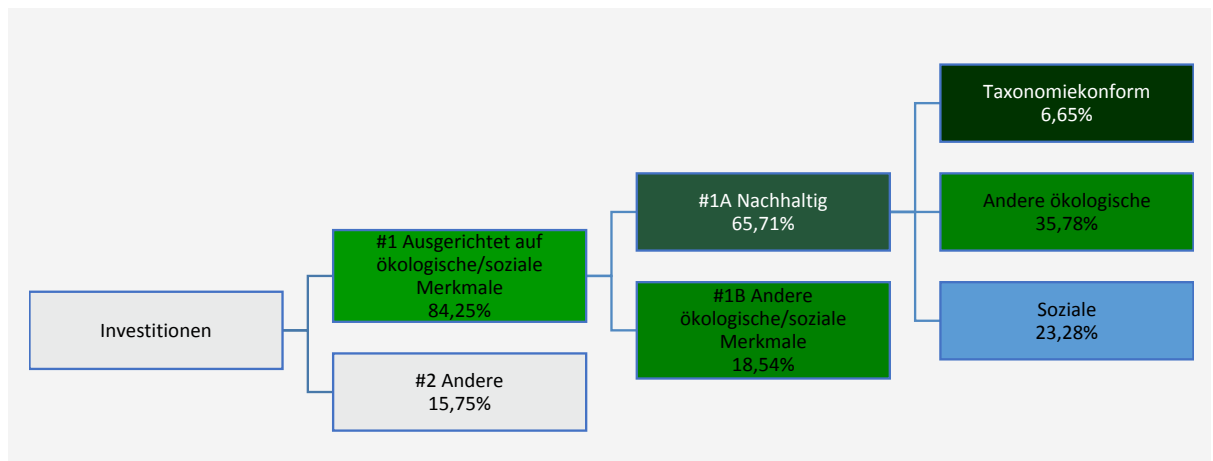 Investitionen
#1 Ausgerichtet auf
ökologische/soziale
Merkmale
84,25%
#2 Andere
15,75%
#1A Nachhaltig
65,71%
#1B Andere
ökologische/soziale
Merkmale
18,54%
Taxonomiekonform
6,65%
Andere ökologische
35,78%
Soziale
23,28%